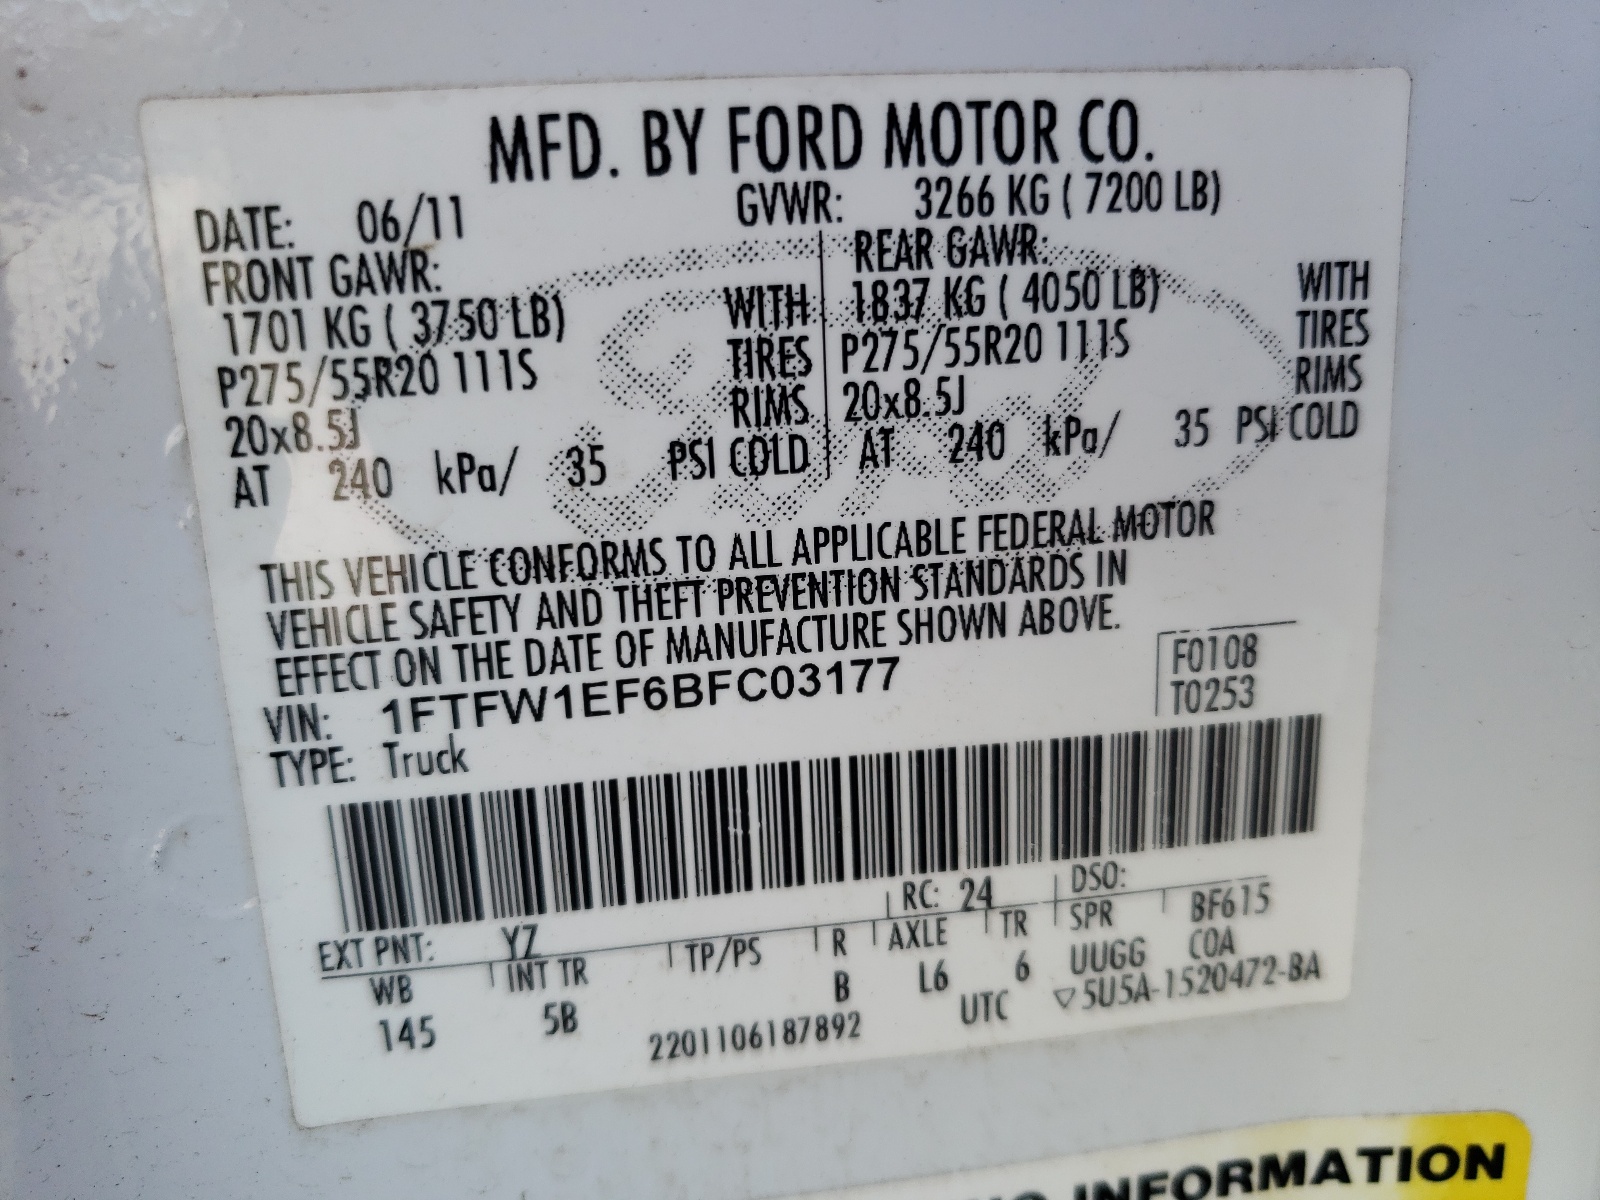 MFD. BY FORD MOTOR CO.
DATE: 06/11 GVWR: 3266 KG ( 7200 LB)
FRONT GAWR: REAR GAWR:
1701 KG ( 3750 LB) WITH 1837 KG ( 4050 LB) WITH
P275/55R20 111S TIRES P275/55R20 111S TIRES
20x8.5J RIMS 20x8.5J RIMS
AT 240 kPa/ 35 PSI COLD AT 240 kPa/ 35 PSI COLD
THIS VEHICLE CONFORMS TO ALL APPLICABLE FEDERAL MOTOR
VEHICLE SAFETY AND THEFT PREVENTION STANDARDS IN
EFFECT ON THE DATE OF MANUFACTURE SHOWN ABOVE.
VIN: 1FTFW1EF6BFC03177 F0108
TYPE: Truck T0253
EXT PNT: YZ RC: 24 DSO:
WB INT TR TP/PS R AXLE TR SPR BF615
145 5B B L6 6 UUGG COA
2201106187892 UTC ▽5U5A-1520472-BA
INFORMATION